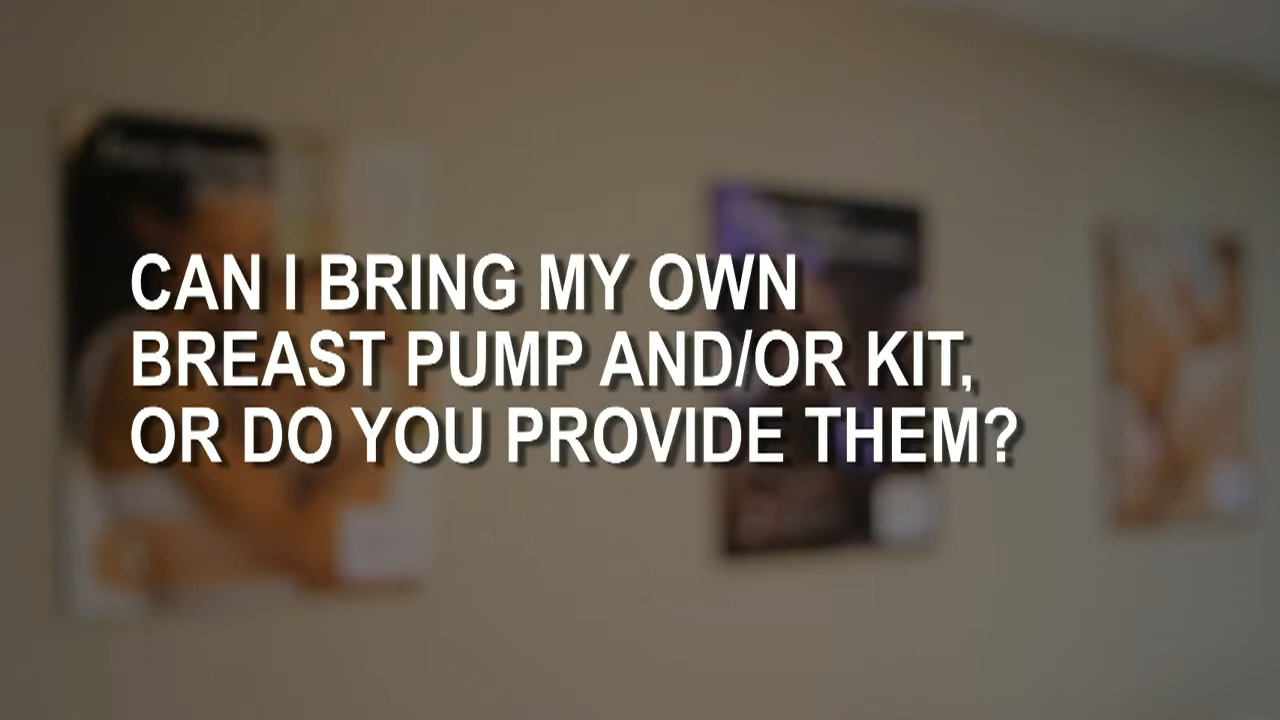 CAN I BRING MY OWN
BREAST PUMP AND/OR KIT,
OR DO YOU PROVIDE THEM?